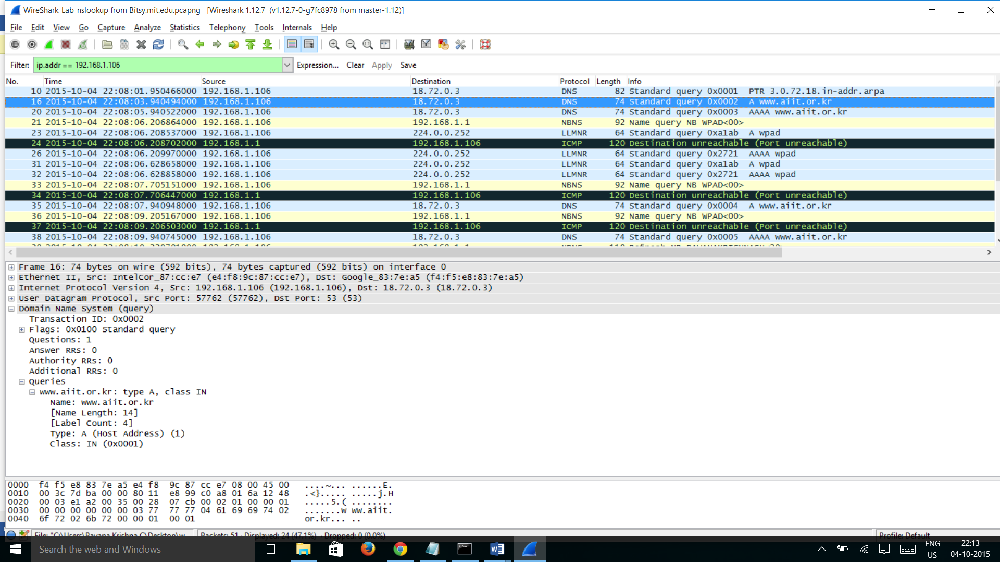 WireShark_Lab_nslookup from Bitsy.mit.edu.pcapng [Wireshark 1.12.7 (v1.12.7-0-g7fc8978 from master-1.12)]
File Edit View Go Capture Analyze Statistics Telephony Tools Internals Help
Filter: ip.addr == 192.168.1.106 Expression... Clear Apply Save
No. Time Source Destination Protocol Length Info
10 2015-10-04 22:08:01.950466000 192.168.1.106 18.72.0.3 DNS 82 Standard query 0x0001 PTR 3.0.72.18.in-addr.arpa
16 2015-10-04 22:08:03.940494000 192.168.1.106 18.72.0.3 DNS 74 Standard query 0x0002 A www.aiit.or.kr
20 2015-10-04 22:08:05.940522000 192.168.1.106 18.72.0.3 DNS 74 Standard query 0x0003 AAAA www.aiit.or.kr
21 2015-10-04 22:08:06.206864000 192.168.1.106 192.168.1.1 NBNS 92 Name query NB WPAD<00>
23 2015-10-04 22:08:06.208537000 192.168.1.106 224.0.0.252 LLMNR 64 Standard query 0xa1ab A wpad
24 2015-10-04 22:08:06.208702000 192.168.1.1 192.168.1.106 ICMP 120 Destination unreachable (Port unreachable)
26 2015-10-04 22:08:06.209970000 192.168.1.106 224.0.0.252 LLMNR 64 Standard query 0x2721 AAAA wpad
31 2015-10-04 22:08:06.628658000 192.168.1.106 224.0.0.252 LLMNR 64 Standard query 0xa1ab A wpad
32 2015-10-04 22:08:06.628858000 192.168.1.106 224.0.0.252 LLMNR 64 Standard query 0x2721 AAAA wpad
33 2015-10-04 22:08:07.705151000 192.168.1.106 192.168.1.1 NBNS 92 Name query NB WPAD<00>
34 2015-10-04 22:08:07.706447000 192.168.1.1 192.168.1.106 ICMP 120 Destination unreachable (Port unreachable)
35 2015-10-04 22:08:07.940948000 192.168.1.106 18.72.0.3 DNS 74 Standard query 0x0004 A www.aiit.or.kr
36 2015-10-04 22:08:09.205167000 192.168.1.106 192.168.1.1 NBNS 92 Name query NB WPAD<00>
37 2015-10-04 22:08:09.206503000 192.168.1.1 192.168.1.106 ICMP 120 Destination unreachable (Port unreachable)
38 2015-10-04 22:08:09.940745000 192.168.1.106 18.72.0.3 DNS 74 Standard query 0x0005 AAAA www.aiit.or.kr
Frame 16: 74 bytes on wire (592 bits), 74 bytes captured (592 bits) on interface 0
Ethernet II, Src: IntelCor_87:cc:e7 (e4:f8:9c:87:cc:e7), Dst: Google_83:7e:a5 (f4:f5:e8:83:7e:a5)
Internet Protocol Version 4, Src: 192.168.1.106 (192.168.1.106), Dst: 18.72.0.3 (18.72.0.3)
User Datagram Protocol, Src Port: 57762 (57762), Dst Port: 53 (53)
Domain Name System (query)
Transaction ID: 0x0002
Flags: 0x0100 Standard query
Questions: 1
Answer RRs: 0
Authority RRs: 0
Additional RRs: 0
Queries
www.aiit.or.kr: type A, class IN
Name: www.aiit.or.kr
[Name Length: 14]
[Label Count: 4]
Type: A (Host Address) (1)
Class: IN (0x0001)
0000 f4 f5 e8 83 7e a5 e4 f8 9c 87 cc e7 08 00 45 00 ....~... ......E.
0010 00 3c 7d ba 00 00 80 11 e8 99 c0 a8 01 6a 12 48 .<}..... .....j.H
0020 00 03 e1 a2 00 35 00 28 07 cb 00 02 01 00 00 01 .....5.( ........
0030 00 00 00 00 00 00 03 77 77 77 04 61 69 69 74 02 .......w ww.aiit.
0040 6f 72 02 6b 72 00 00 01 00 01 or.kr... ..
File: "C:\Users\Ravana Krishna C\Desktop\w Packets: 51 · Displayed: 24 (47.1%) · Dropped: 0 (0.0%) Profile: Default
Search the web and Windows
ENG
US
22:13
04-10-2015